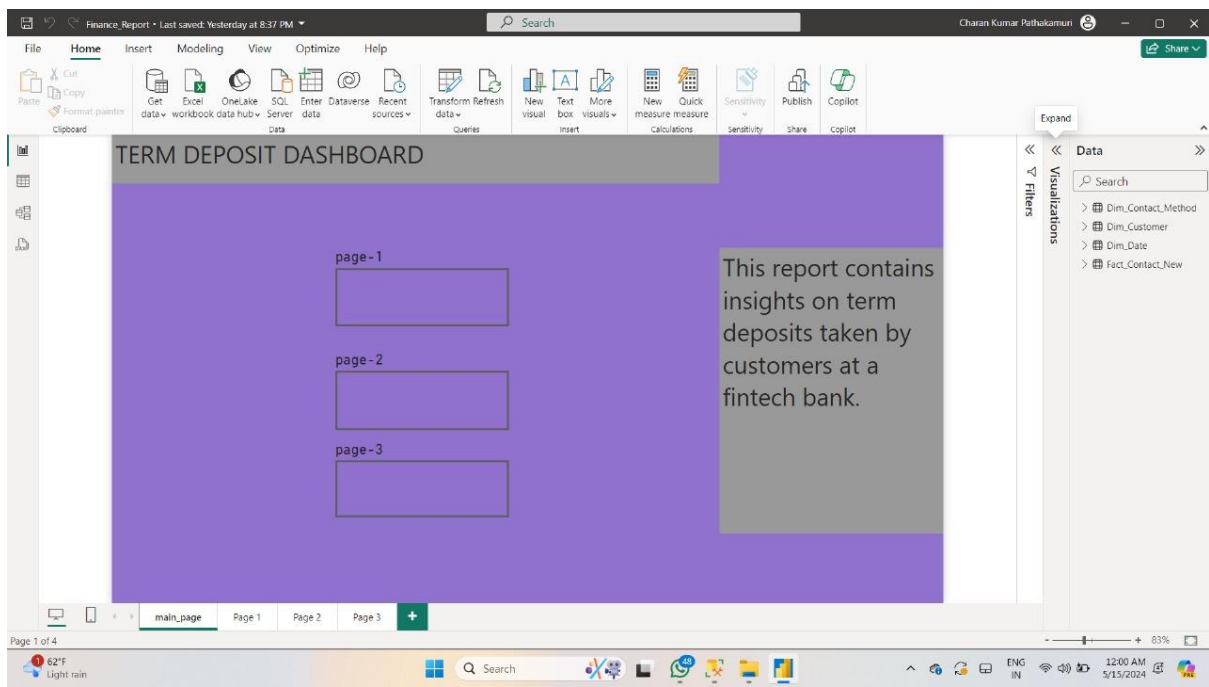 Finance_Report • Last saved: Yesterday at 8:37 PM
Search
Charan Kumar Pathakamuri
File Home Insert Modeling View Optimize Help
Share
Paste
Cut
Copy
Format painter
Clipboard
Get data
Excel workbook
OneLake data hub
SQL Server
Enter data
Dataverse
Recent sources
Data
Transform data
Refresh
Queries
New visual
Text box
More visuals
Insert
New measure
Quick measure
Calculations
Sensitivity
Sensitivity
Publish
Share
Copilot
Copilot
Expand
TERM DEPOSIT DASHBOARD
page-1
page-2
page-3
This report contains
insights on term
deposits taken by
customers at a
fintech bank.
Filters
Visualizations
Data
Search
Dim_Contact_Method
Dim_Customer
Dim_Date
Fact_Contact_New
main_page Page 1 Page 2 Page 3
Page 1 of 4
- + 83%
62°F
Light rain
Search
48
ENG
IN
12:00 AM
5/15/2024
PRE